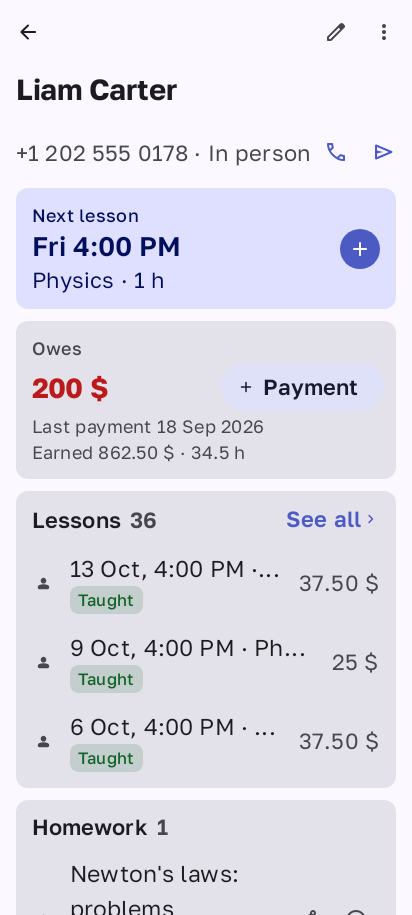 Liam Carter
+1 202 555 0178 · In person
Next lesson
Fri 4:00 PM
Physics · 1 h
Owes
200 $
+ Payment
Last payment 18 Sep 2026
Earned 862.50 $ · 34.5 h
Lessons 36
See all ›
13 Oct, 4:00 PM ·...
37.50 $
Taught
9 Oct, 4:00 PM · Ph...
25 $
Taught
6 Oct, 4:00 PM · ...
37.50 $
Taught
Homework 1
Newton's laws:
problems